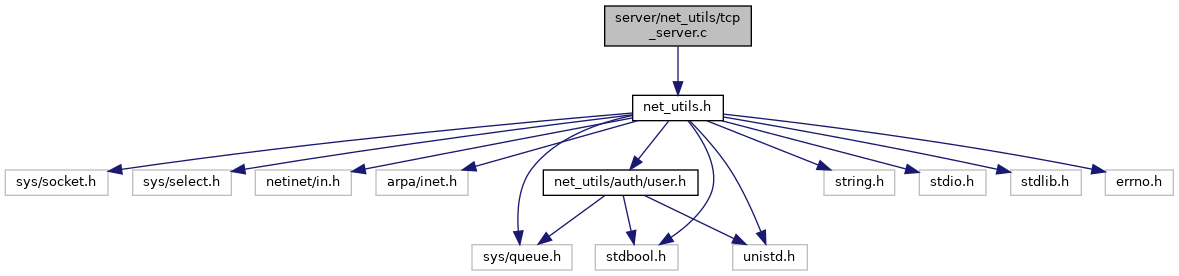 server/net_utils/tcp
_server.c
net_utils.h
sys/socket.h
sys/select.h
netinet/in.h
arpa/inet.h
net_utils/auth/user.h
string.h
stdio.h
stdlib.h
errno.h
sys/queue.h
stdbool.h
unistd.h